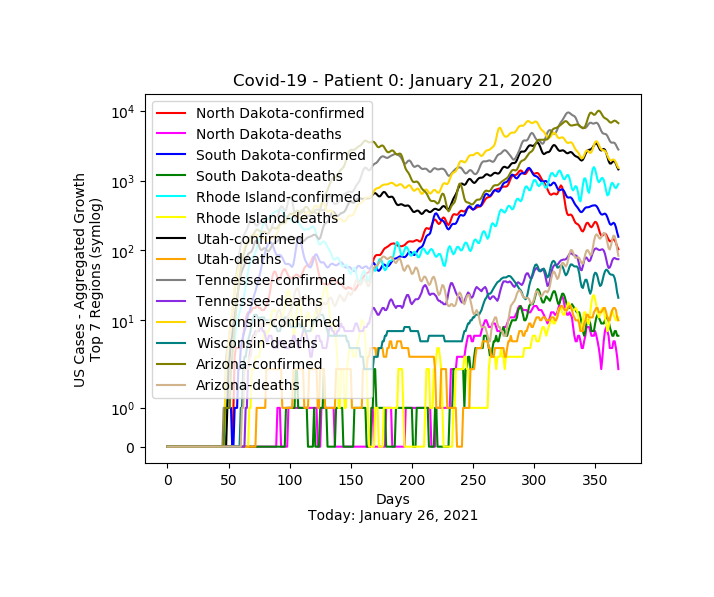 Covid-19 - Patient 0: January 21, 2020
US Cases - Aggregated Growth
Top 7 Regions (symlog)
10⁴
10³
10²
10¹
10⁰
0
North Dakota-confirmed
North Dakota-deaths
South Dakota-confirmed
South Dakota-deaths
Rhode Island-confirmed
Rhode Island-deaths
Utah-confirmed
Utah-deaths
Tennessee-confirmed
Tennessee-deaths
Wisconsin-confirmed
Wisconsin-deaths
Arizona-confirmed
Arizona-deaths
0 50 100 150 200 250 300 350
Days
Today: January 26, 2021